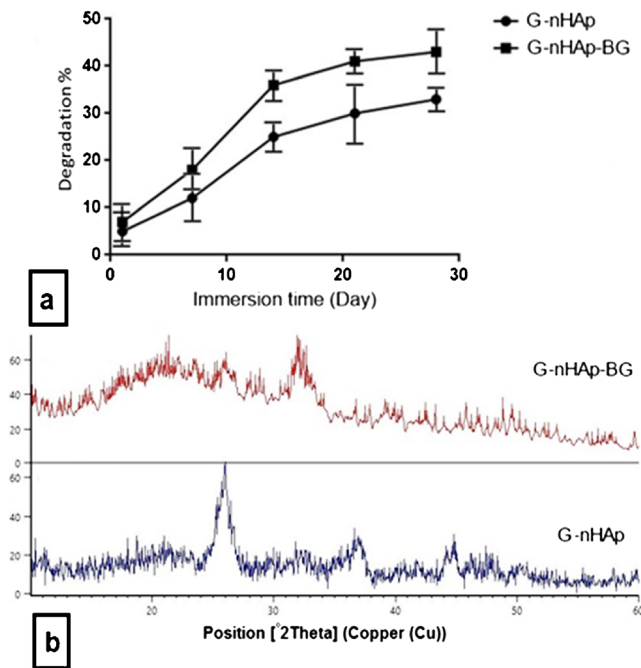 G-nHAp
G-nHAp-BG
50
40
30
20
10
0
Degradation %
0 10 20 30
Immersion time (Day)
a
60
40
20
0
G-nHAp-BG
60
40
20
0
G-nHAp
20 30 40 50 60
Position [°2Theta] (Copper (Cu))
b